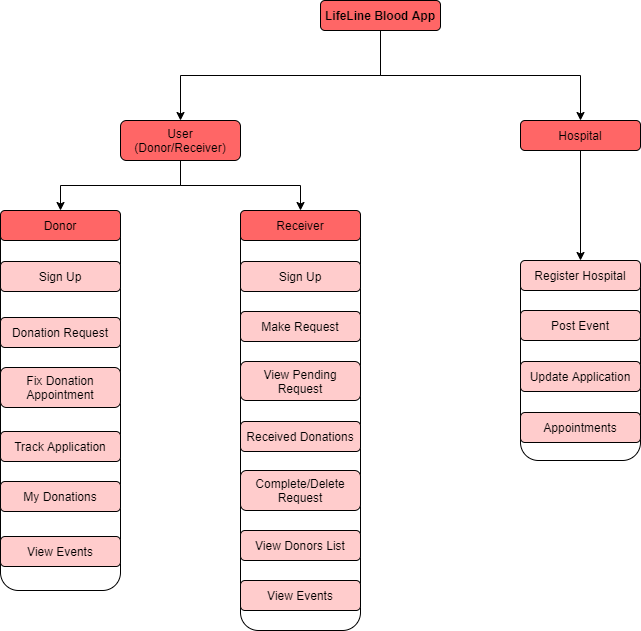 LifeLine Blood App
User
(Donor/Receiver)
Hospital
Donor
Sign Up
Donation Request
Fix Donation
Appointment
Track Application
My Donations
View Events
Receiver
Sign Up
Make Request
View Pending
Request
Received Donations
Complete/Delete
Request
View Donors List
View Events
Register Hospital
Post Event
Update Application
Appointments